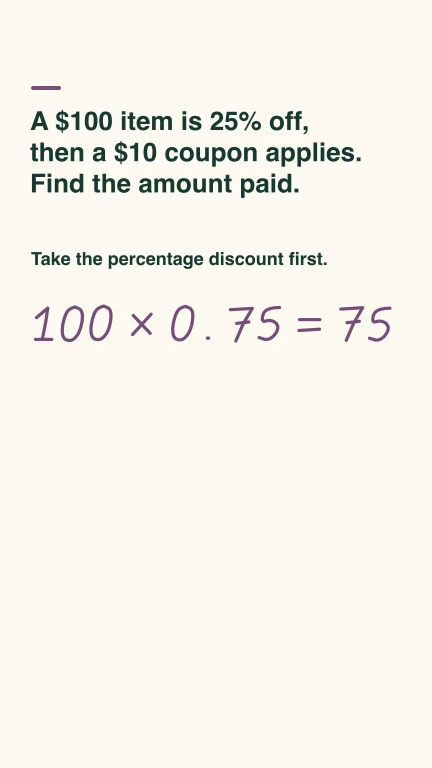 A $100 item is 25% off,
then a $10 coupon applies.
Find the amount paid.
Take the percentage discount first.
100 × 0.75 = 75